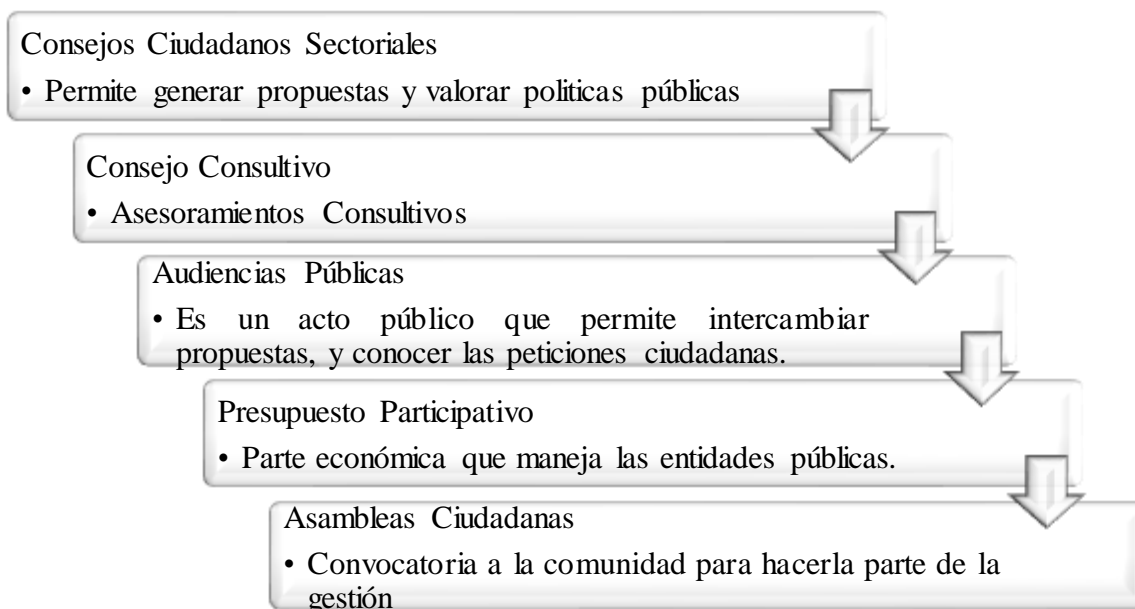 Consejos Ciudadanos Sectoriales
• Permite generar propuestas y valorar politicas públicas
Consejo Consultivo
• Asesoramientos Consultivos
Audiencias Públicas
• Es un acto público que permite intercambiar
propuestas, y conocer las peticiones ciudadanas.
Presupuesto Participativo
• Parte económica que maneja las entidades públicas.
Asambleas Ciudadanas
• Convocatoria a la comunidad para hacerla parte de la
gestión